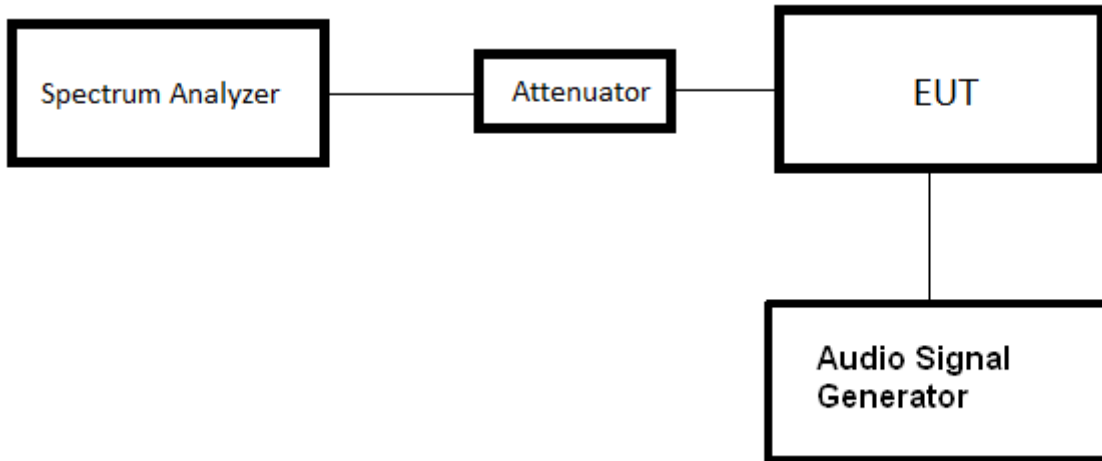 Spectrum Analyzer
Attenuator
EUT
Audio Signal
Generator